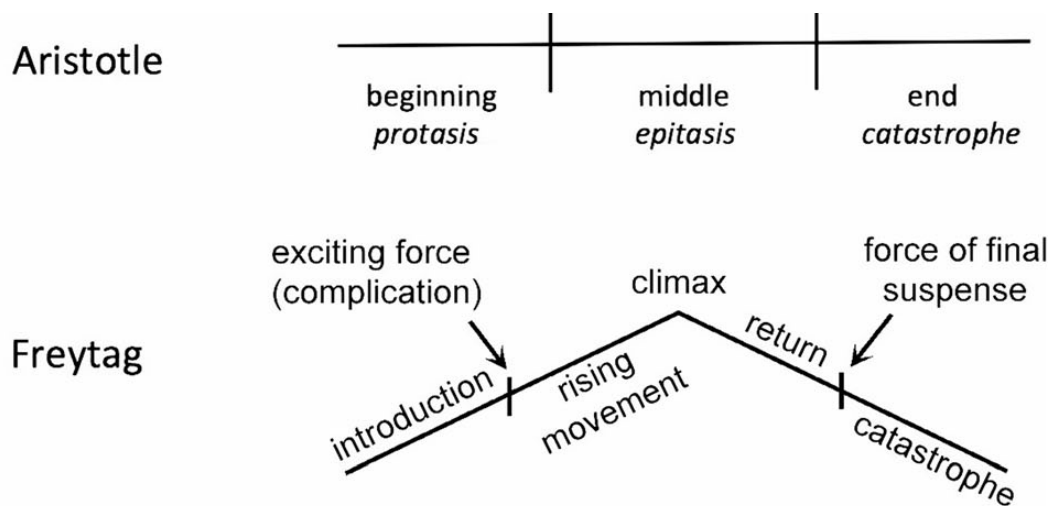 Aristotle
beginning
protasis
middle
epitasis
end
catastrophe
Freytag
exciting force
(complication)
climax
force of final
suspense
introduction
rising
movement
return
catastrophe